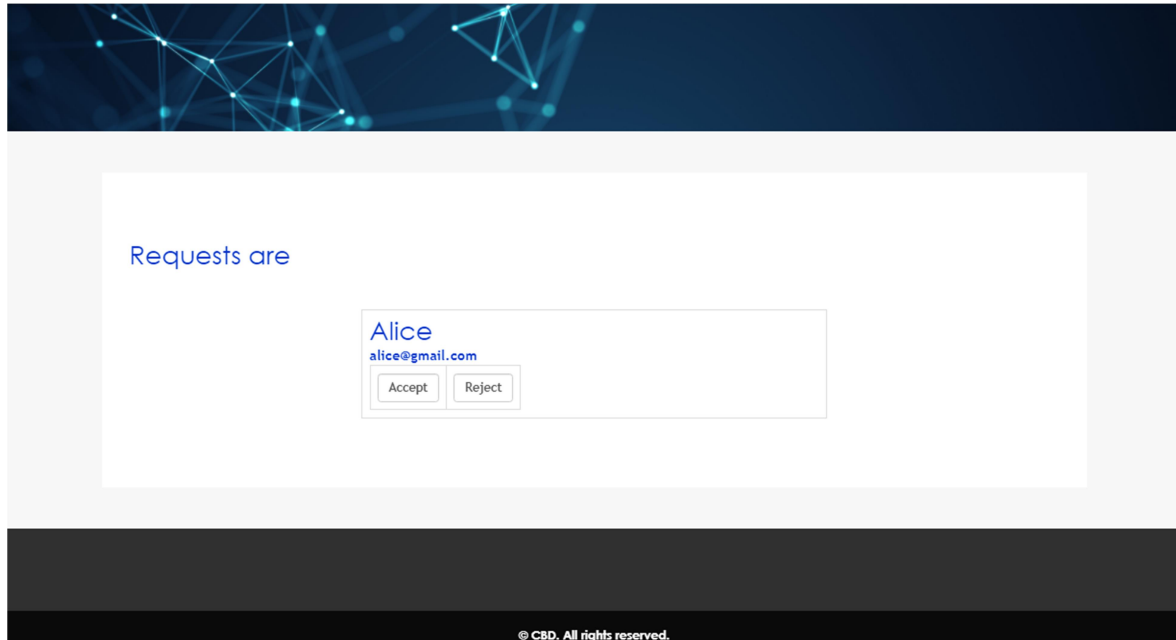 Requests are
Alice
alice@gmail.com
Accept Reject
© CBD. All rights reserved.